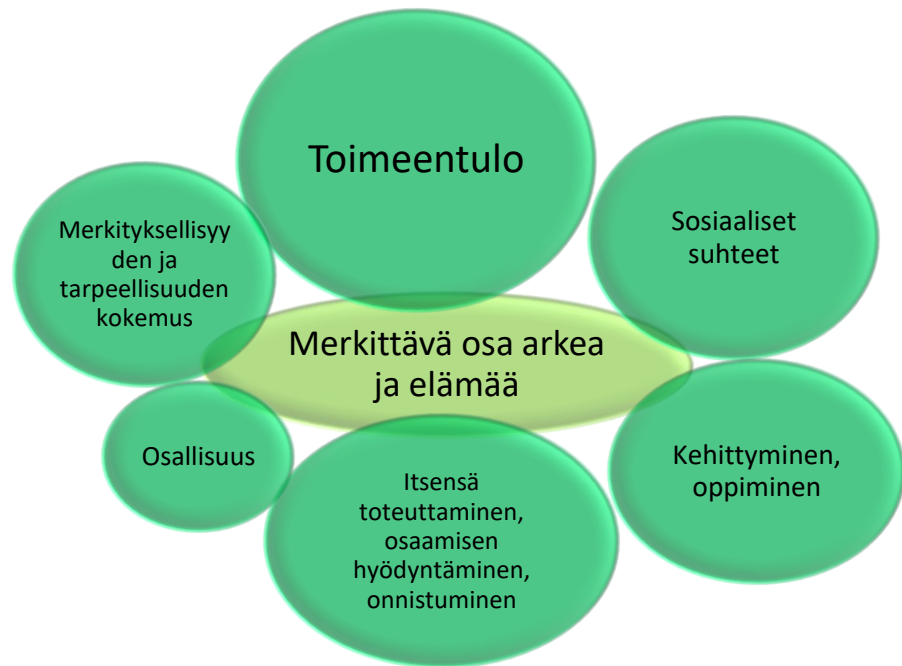 Toimeentulo
Sosiaaliset
suhteet
Merkityksellisyy
den ja
tarpeellisuuden
kokemus
Merkittävä osa arkea
ja elämää
Osallisuus
Itsensä
toteuttaminen,
osaamisen
hyödyntäminen,
onnistuminen
Kehittyminen,
oppiminen